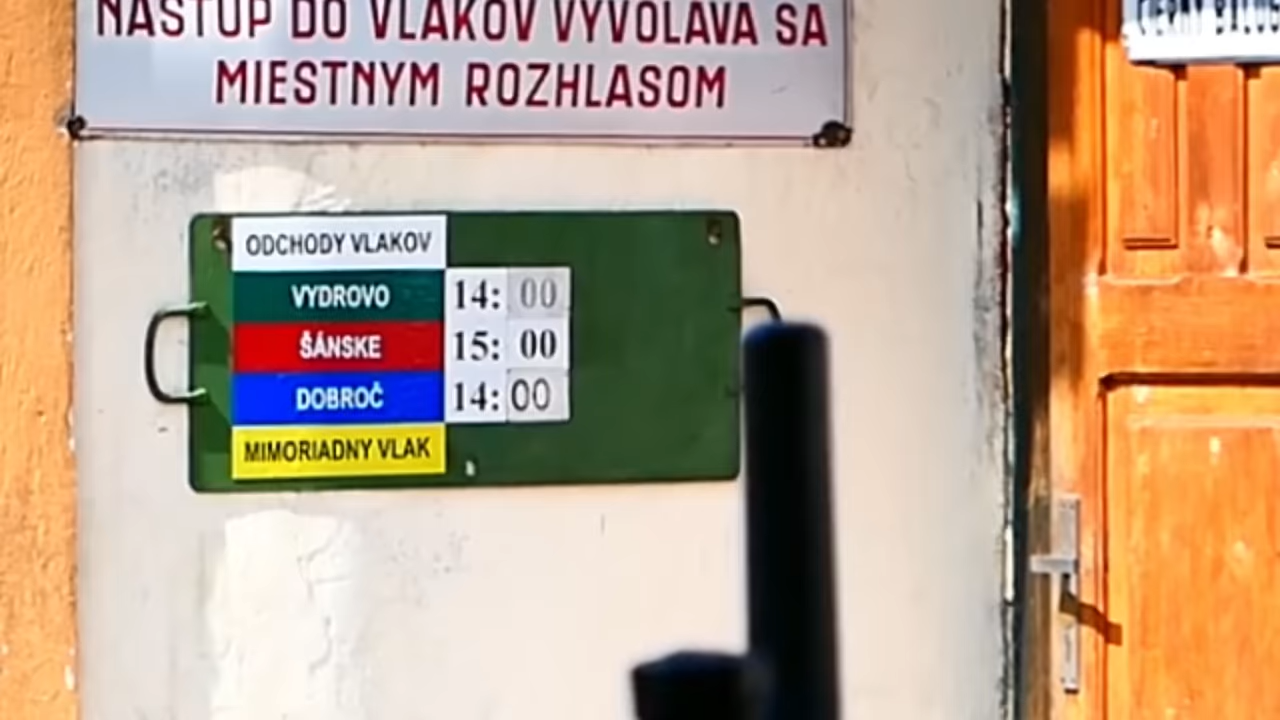 NÁSTUP DO VLAKOV VYVOLÁVA SA
MIESTNYM ROZHLASOM
ODCHODY VLAKOV
VYDROVO 14: 00
ŠÁNSKE 15: 00
DOBROČ 14: 00
MIMORIADNY VLAK